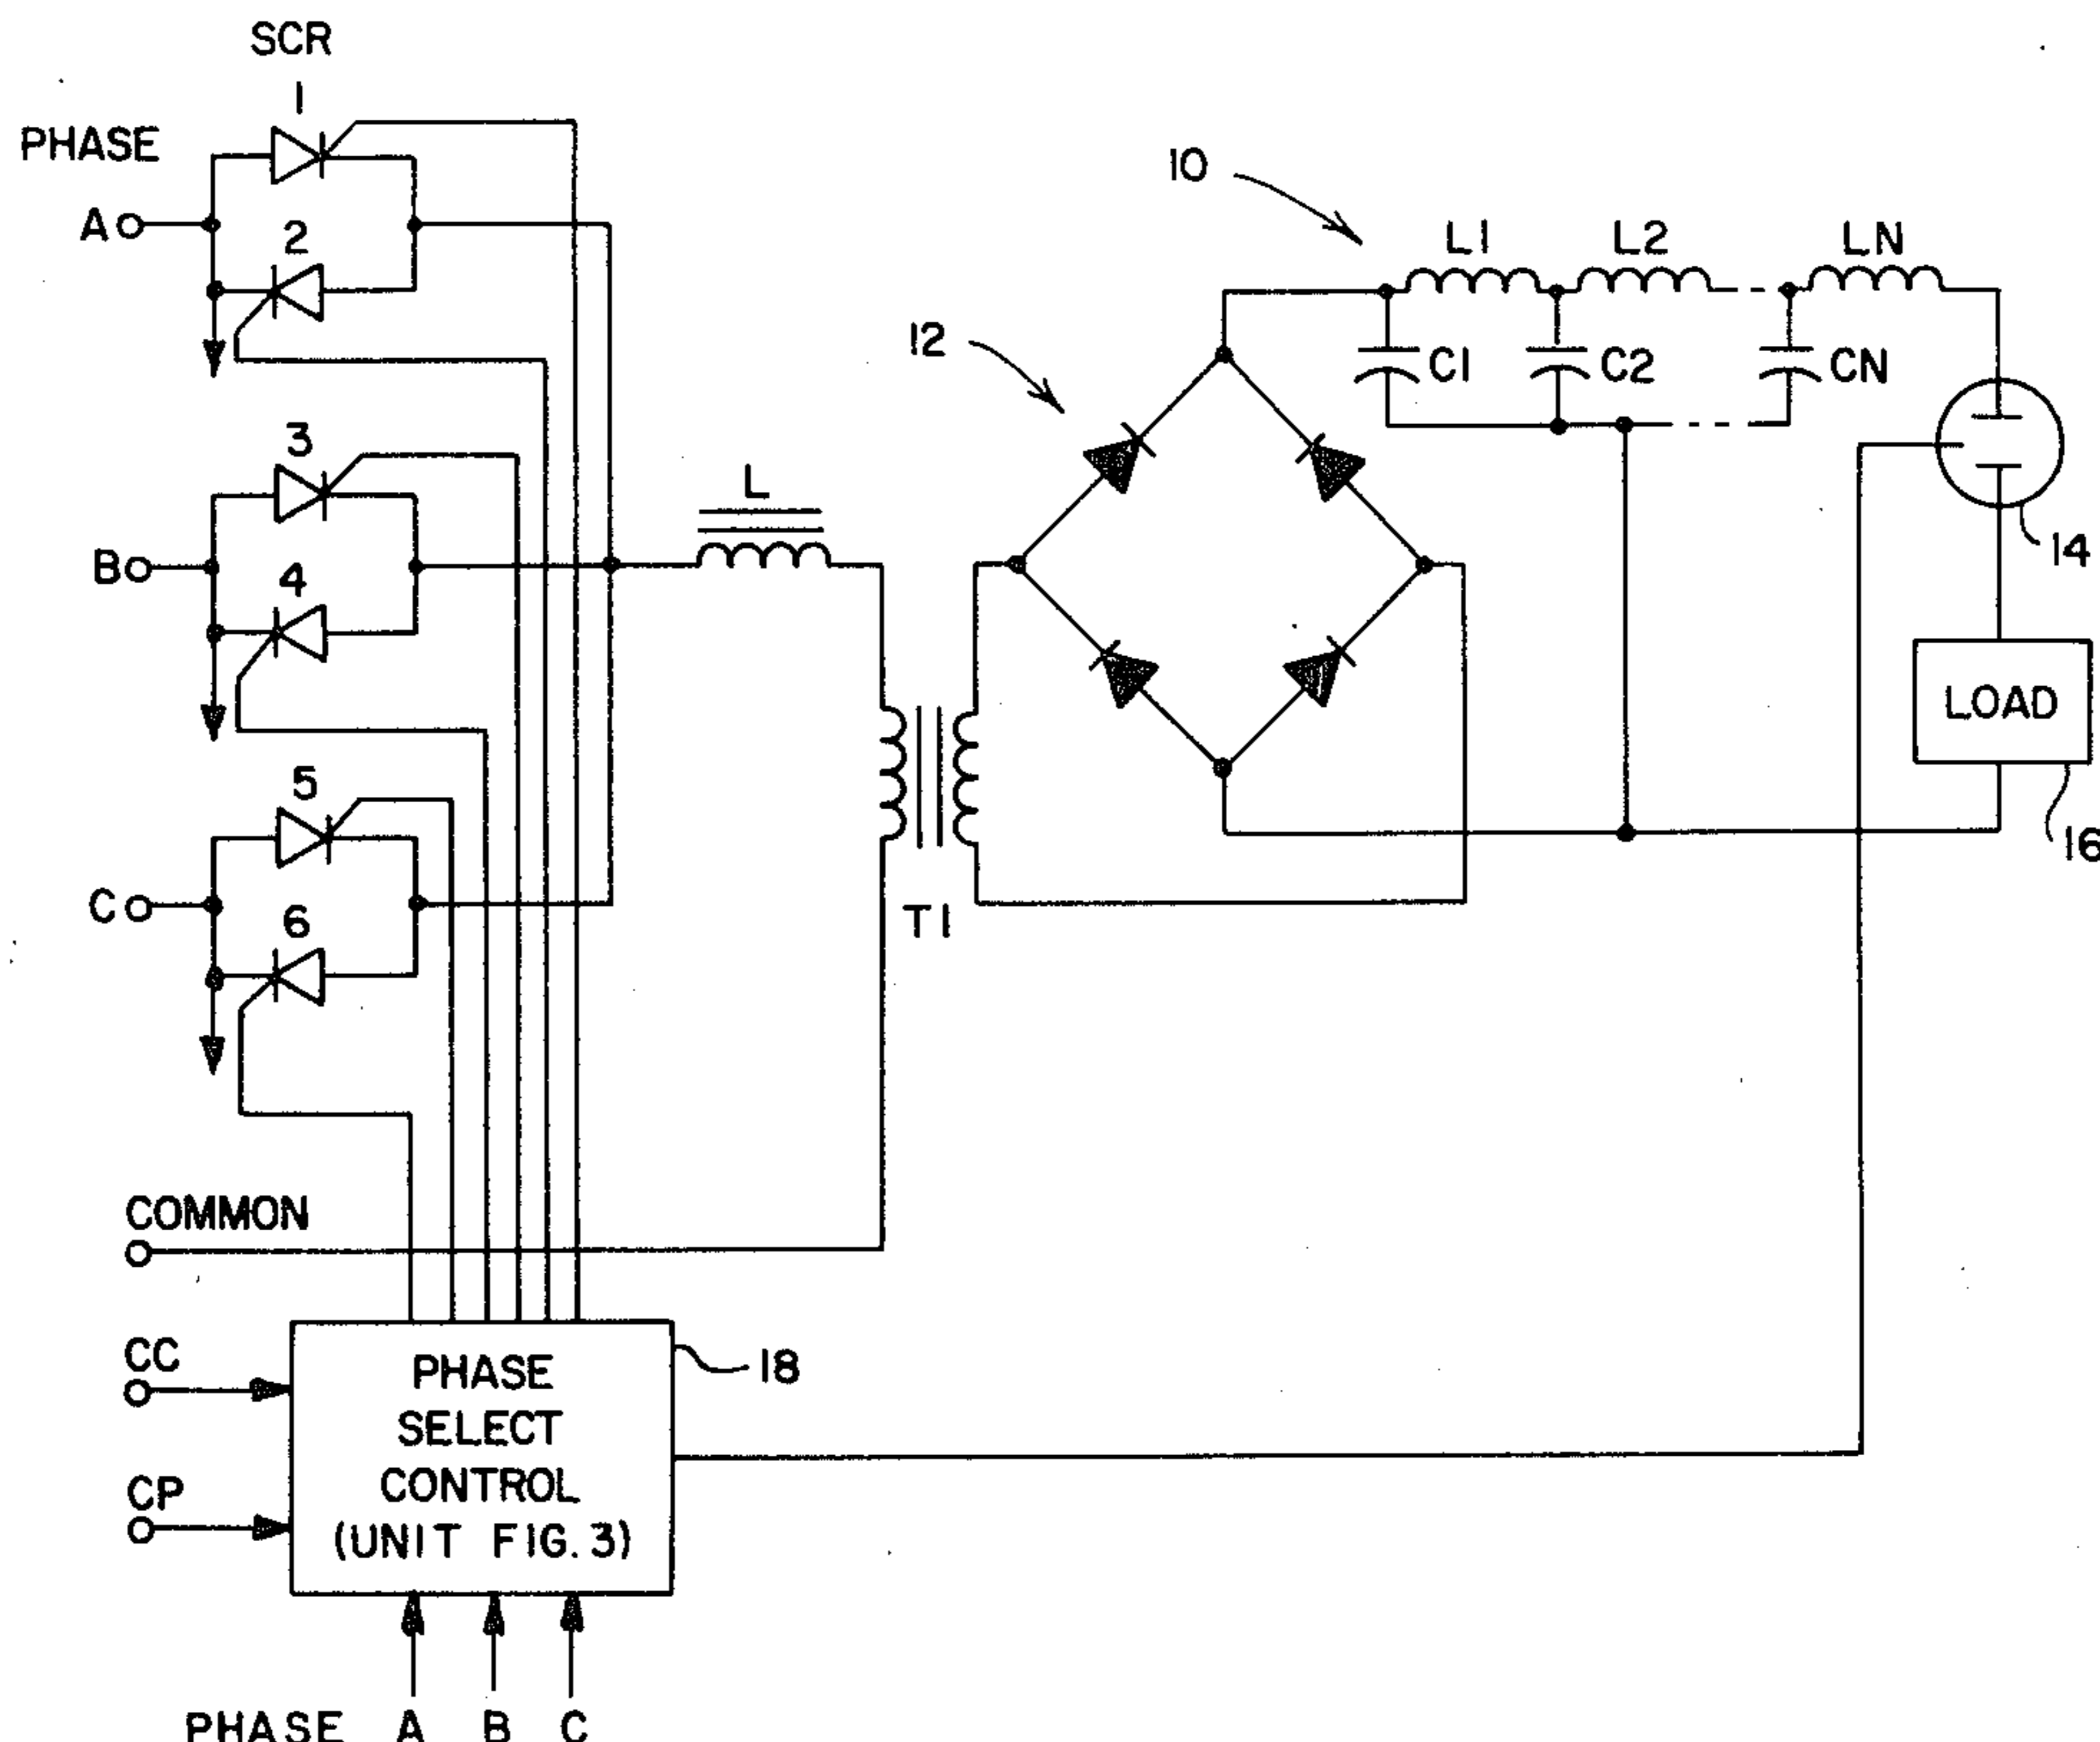 SCR
1
PHASE
A
2
10
L1 L2 LN
12
C1 C2 CN
3
L
B
4
14
5
LOAD
C
6
16
T1
COMMON
CC
PHASE
SELECT
CONTROL
(UNIT FIG. 3)
18
CP
PHASE A B C